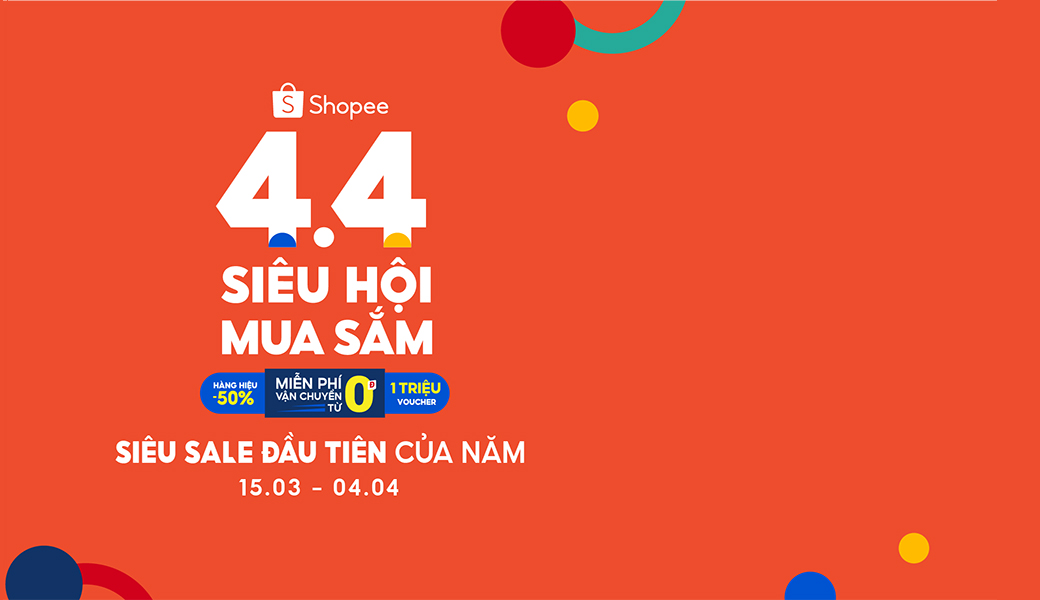 S Shopee
4.4
SIÊU HỘI
MUA SẮM
HÀNG HIỆU
-50%
MIỄN PHÍ
VẬN CHUYỂN
TỪ
0Đ
1 TRIỆU
VOUCHER
SIÊU SALE ĐẦU TIÊN CỦA NĂM
15.03 - 04.04